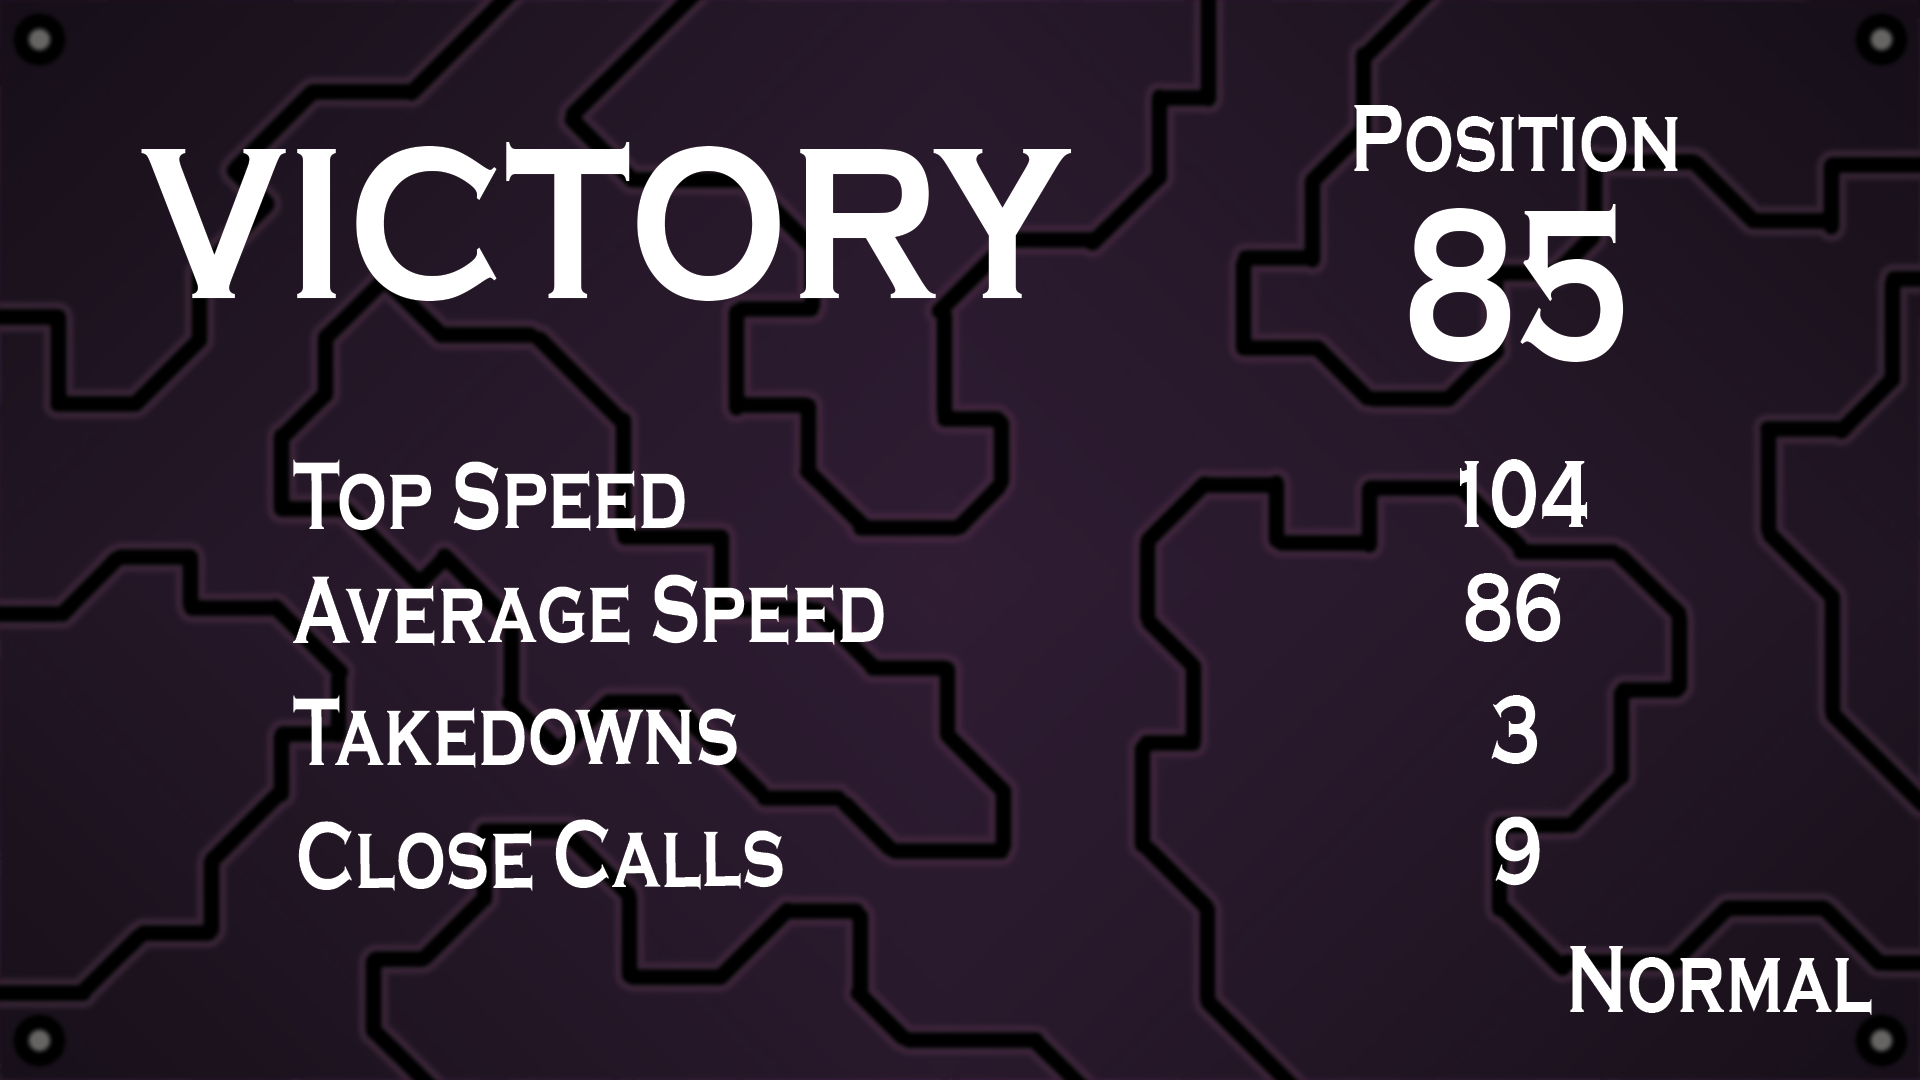 VICTORY
Position
85
Top Speed 104
Average Speed 86
Takedowns 3
Close Calls 9
Normal